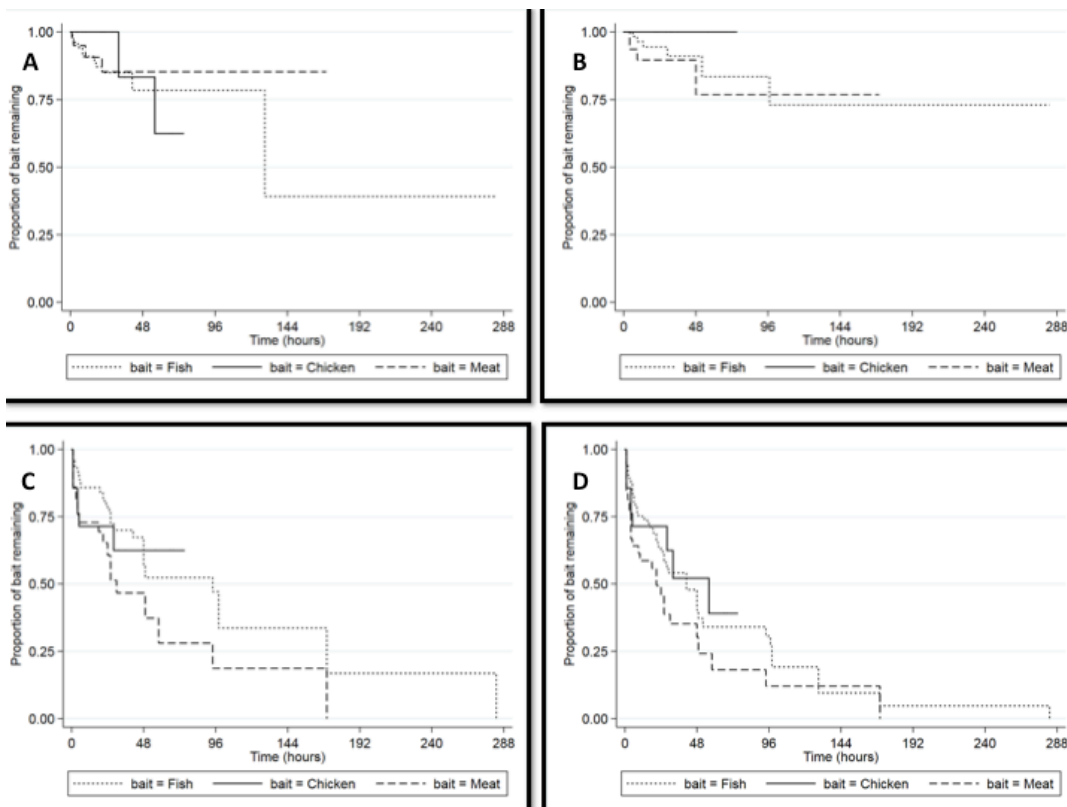 A
Proportion of bait remaining
1.00
0.75
0.50
0.25
0.00
0 48 96 144 192 240 288
Time (hours)
bait = Fish bait = Chicken bait = Meat
B
Proportion of bait remaining
1.00
0.75
0.50
0.25
0.00
0 48 96 144 192 240 288
Time (hours)
bait = Fish bait = Chicken bait = Meat
C
Proportion of bait remaining
1.00
0.75
0.50
0.25
0.00
0 48 96 144 192 240 288
Time (hours)
bait = Fish bait = Chicken bait = Meat
D
Proportion of bait remaining
1.00
0.75
0.50
0.25
0.00
0 48 96 144 192 240 288
Time (hours)
bait = Fish bait = Chicken bait = Meat